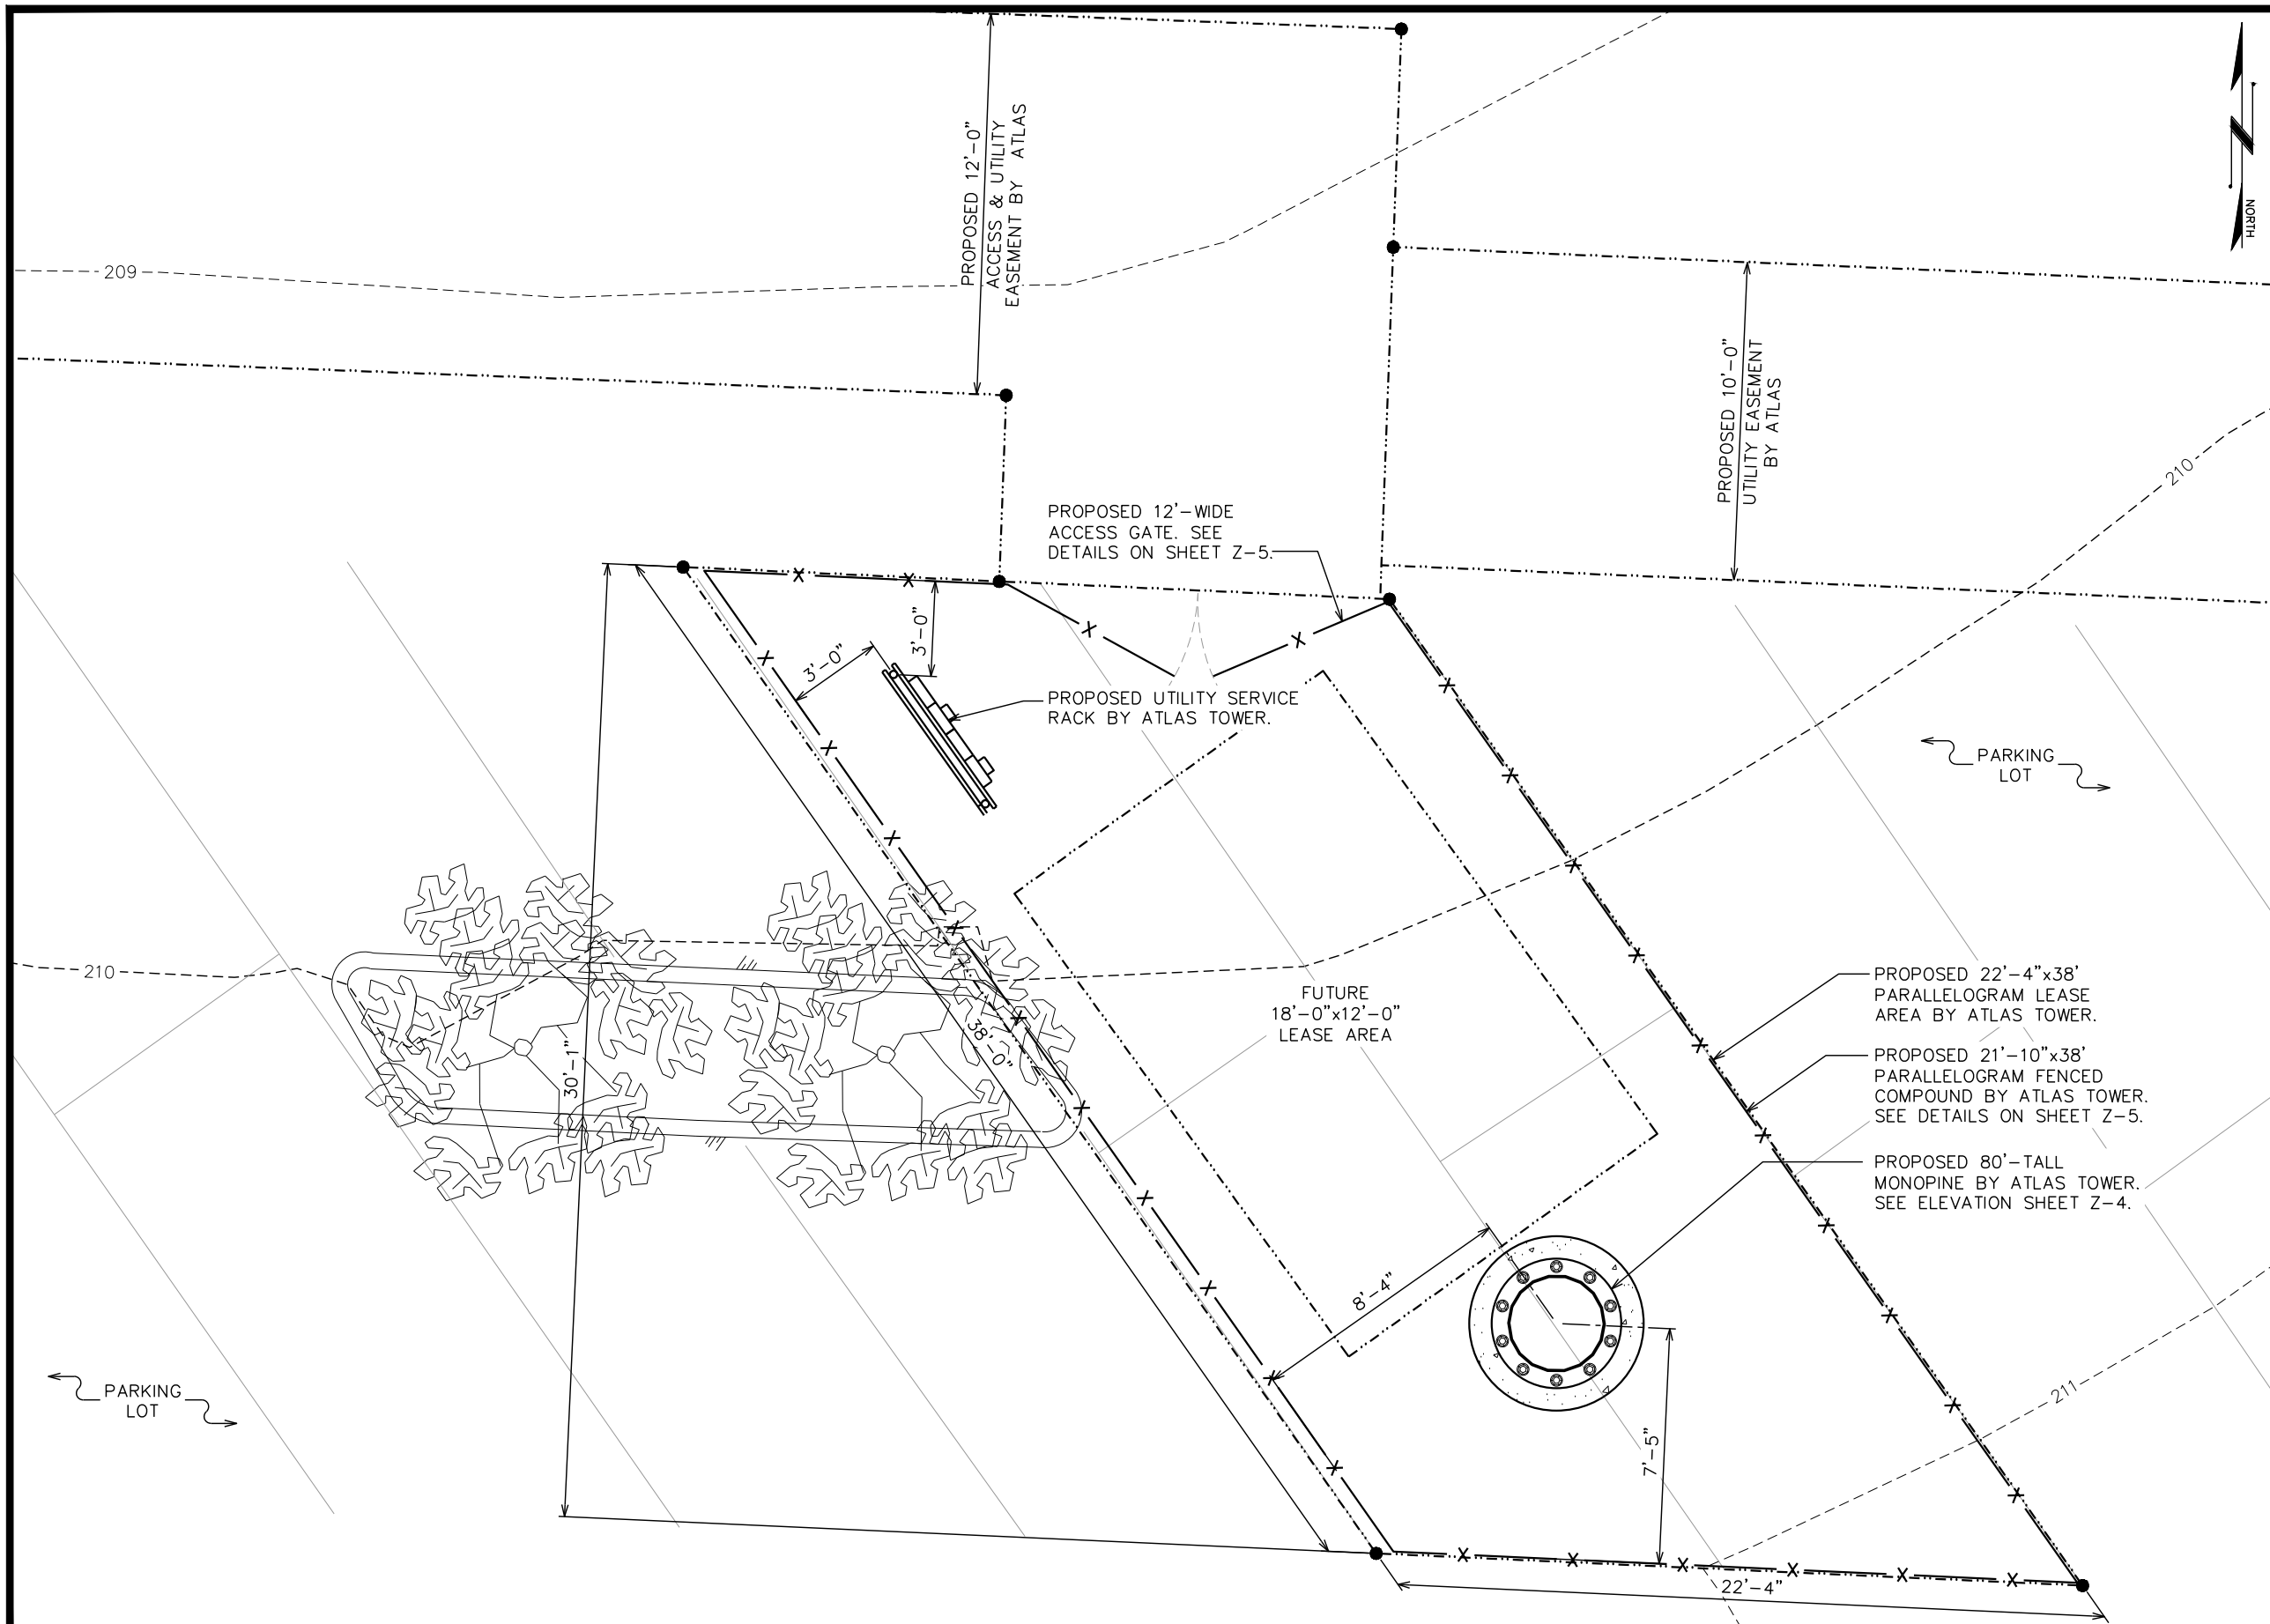 PROPOSED 12'-0"
ACCESS & UTILITY
EASEMENT BY ATLAS
NORTH
209
PROPOSED 10'-0"
UTILITY EASEMENT
BY ATLAS
210
PROPOSED 12'-WIDE
ACCESS GATE. SEE
DETAILS ON SHEET Z-5.
3'-0"
3'-0"
PROPOSED UTILITY SERVICE
RACK BY ATLAS TOWER.
PARKING
LOT
210
30'-1"
38'-0"
FUTURE
18'-0"x12'-0"
LEASE AREA
PROPOSED 22'-4"x38'
PARALLELOGRAM LEASE
AREA BY ATLAS TOWER.
PROPOSED 21'-10"x38'
PARALLELOGRAM FENCED
COMPOUND BY ATLAS TOWER.
SEE DETAILS ON SHEET Z-5.
PROPOSED 80'-TALL
MONOPINE BY ATLAS TOWER.
SEE ELEVATION SHEET Z-4.
8'-4"
7'-5"
PARKING
LOT
211
22'-4"